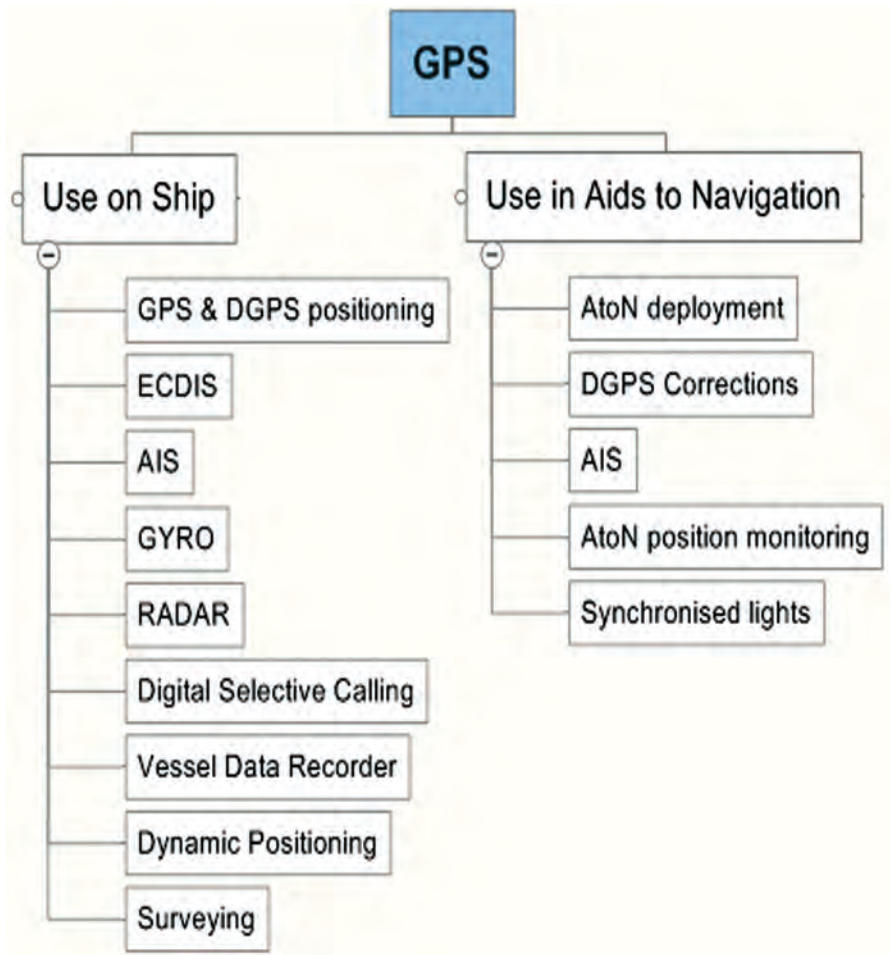 GPS
Use on Ship
GPS & DGPS positioning
ECDIS
AIS
GYRO
RADAR
Digital Selective Calling
Vessel Data Recorder
Dynamic Positioning
Surveying
Use in Aids to Navigation
AtoN deployment
DGPS Corrections
AIS
AtoN position monitoring
Synchronised lights